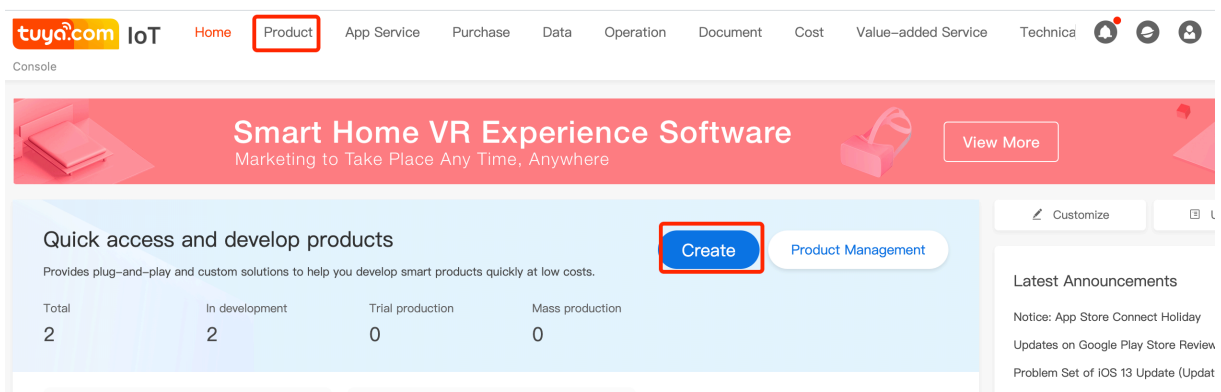 tuya.com IoT Home Product App Service Purchase Data Operation Document Cost Value-added Service Technica
Console
Smart Home VR Experience Software
Marketing to Take Place Any Time, Anywhere
View More
Customize
Quick access and develop products
Create
Product Management
Provides plug-and-play and custom solutions to help you develop smart products quickly at low costs.
Total In development Trial production Mass production
2 2 0 0
Latest Announcements
Notice: App Store Connect Holiday
Updates on Google Play Store Review
Problem Set of iOS 13 Update (Updat